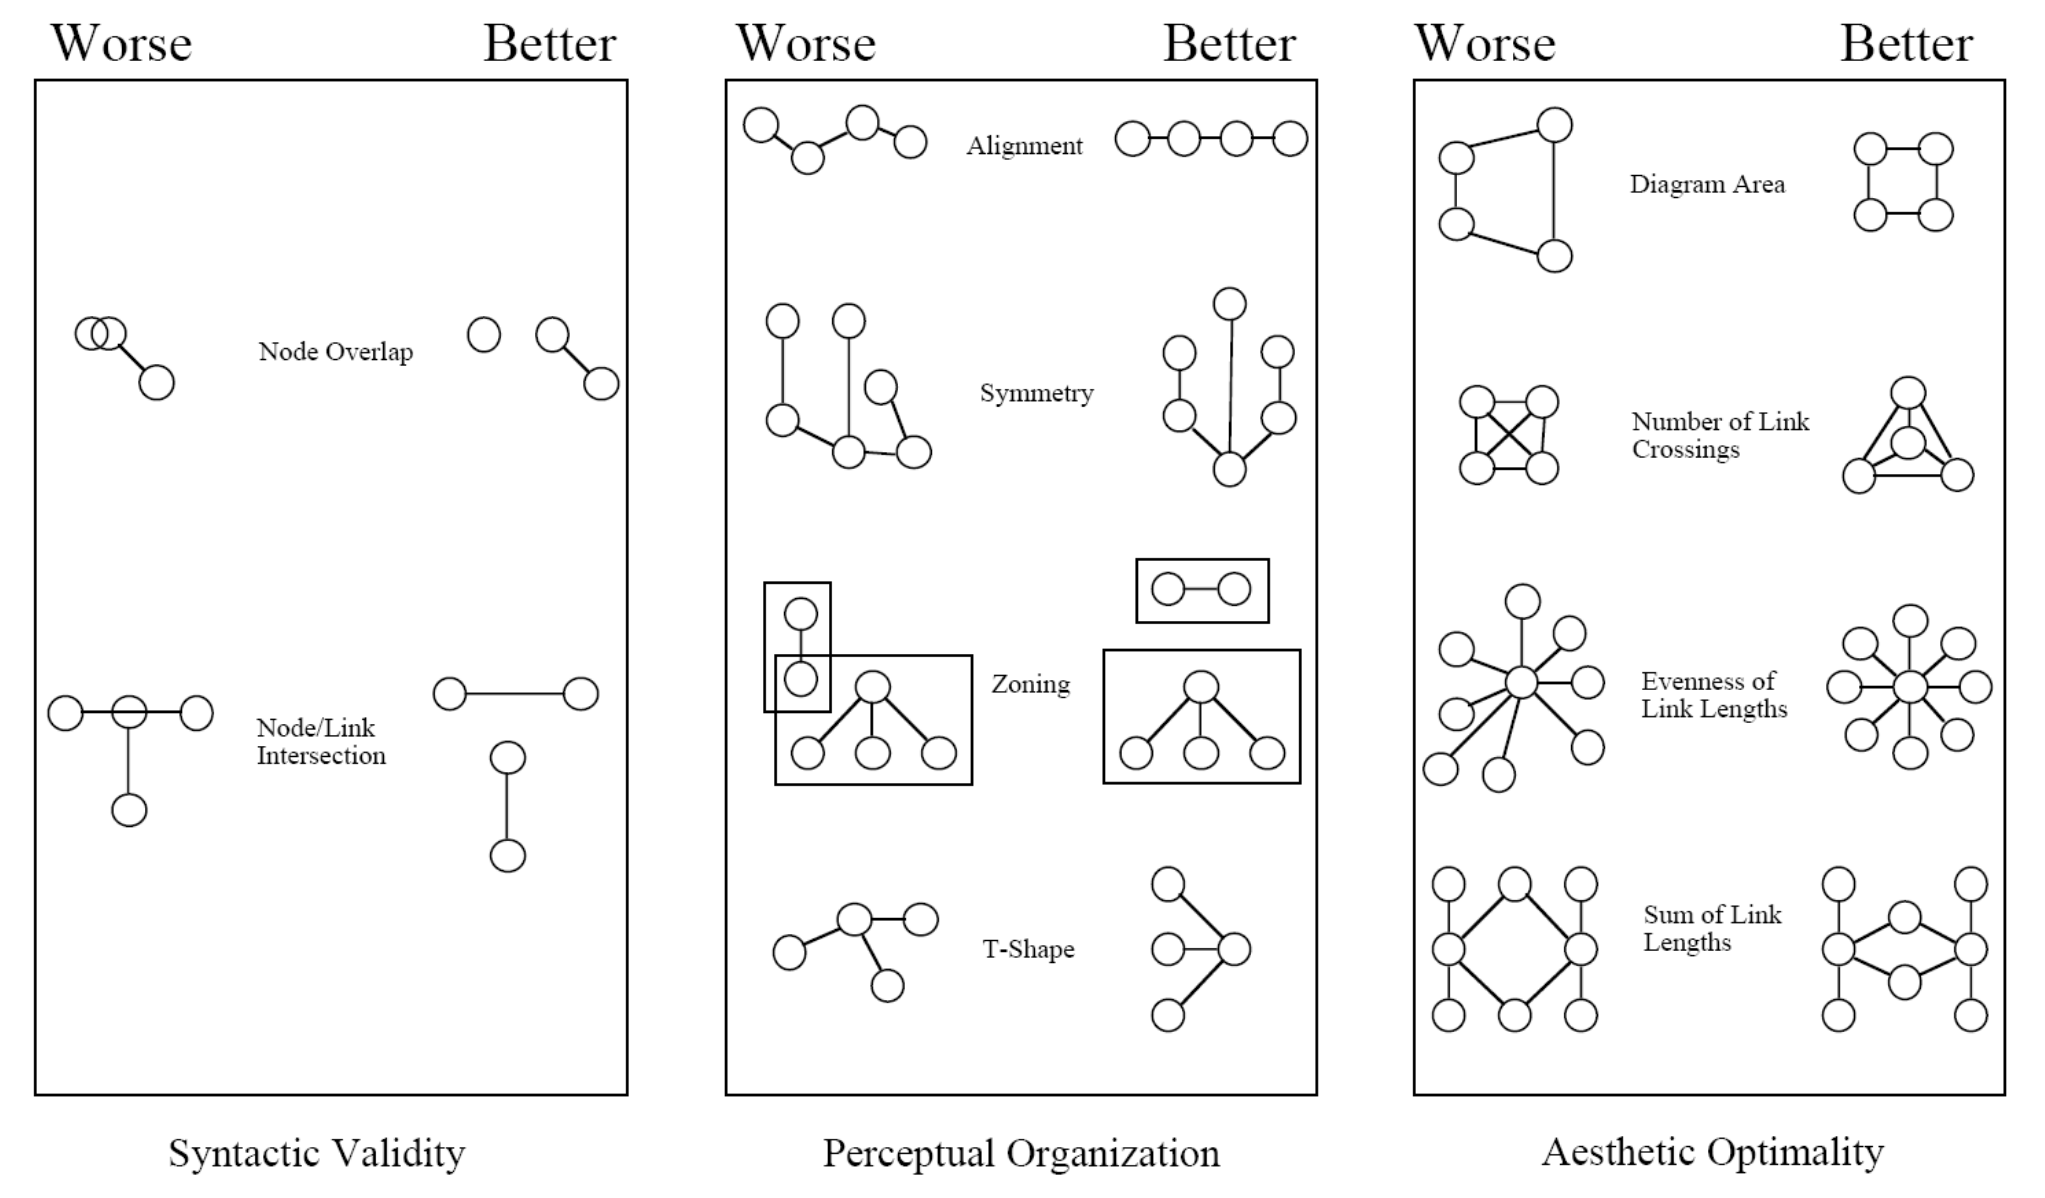 Worse
Better
Node Overlap
Node/Link
Intersection
Syntactic Validity
Worse
Better
Alignment
Symmetry
Zoning
T-Shape
Perceptual Organization
Worse
Better
Diagram Area
Number of Link
Crossings
Evenness of
Link Lengths
Sum of Link
Lengths
Aesthetic Optimality